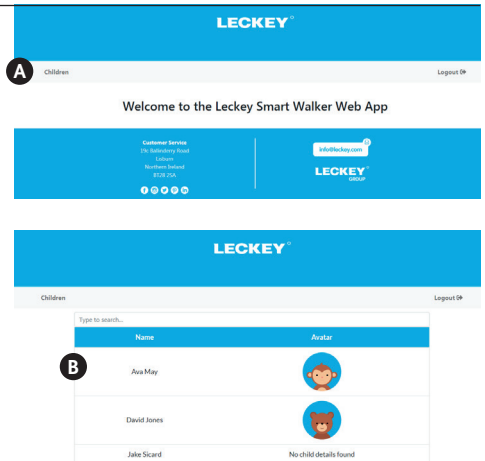 LECKEY
A
Children
Logout
Welcome to the Leckey Smart Walker Web App
Customer Service
19c Ballinderry Road
Lisburn
Northern Ireland
BT28 2SA
info@leckey.com
LECKEY
GROUP
LECKEY
Children
Logout
Type to search...
Name Avatar
B
Ava May
David Jones
Jake Sicard No child details found